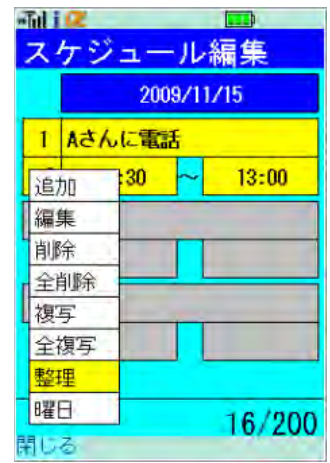 スケジュール編集
2009/11/15
1 Aさんに電話
:30 ～ 13:00
追加
編集
削除
全削除
複写
全複写
整理
曜日
16/200
閉じる